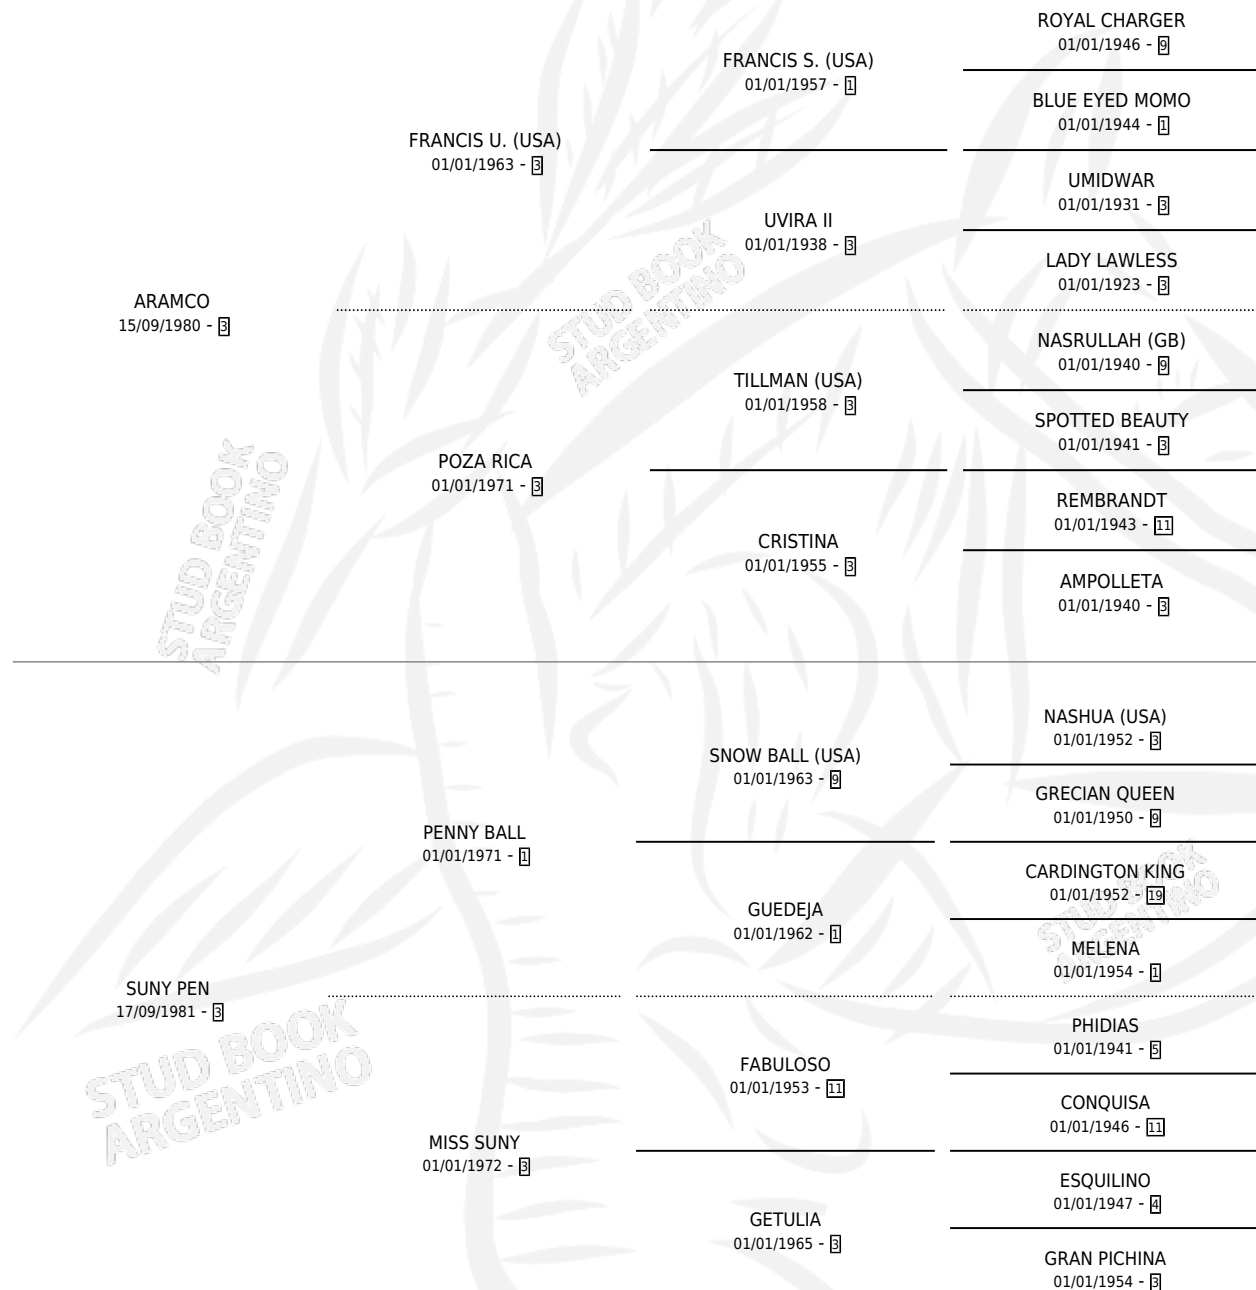 ROYAL CHARGER
01/01/1946 - 9
FRANCIS S. (USA)
01/01/1957 - 1
BLUE EYED MOMO
01/01/1944 - 1
FRANCIS U. (USA)
01/01/1963 - 3
UMIDWAR
01/01/1931 - 3
UVIRA II
01/01/1938 - 3
LADY LAWLESS
01/01/1923 - 3
STUD BOOK
ARGENTINO
ARAMCO
15/09/1980 - 3
NASRULLAH (GB)
01/01/1940 - 9
TILLMAN (USA)
01/01/1958 - 3
SPOTTED BEAUTY
01/01/1941 - 3
POZA RICA
01/01/1971 - 3
REMBRANDT
01/01/1943 - 11
CRISTINA
01/01/1955 - 3
AMPOLLETA
01/01/1940 - 3
STUD BOOK
ARGENTINO
NASHUA (USA)
01/01/1952 - 3
SNOW BALL (USA)
01/01/1963 - 9
GRECIAN QUEEN
01/01/1950 - 9
PENNY BALL
01/01/1971 - 1
CARDINGTON KING
01/01/1952 - 19
GUEDEJA
01/01/1962 - 1
MELENA
01/01/1954 - 1
STUD BOOK
ARGENTINO
SUNY PEN
17/09/1981 - 3
PHIDIAS
01/01/1941 - 5
FABULOSO
01/01/1953 - 11
CONQUISA
01/01/1946 - 11
MISS SUNY
01/01/1972 - 3
ESQUILINO
01/01/1947 - 4
GETULIA
01/01/1965 - 3
GRAN PICHINA
01/01/1954 - 3
STUD BOOK
ARGENTINO